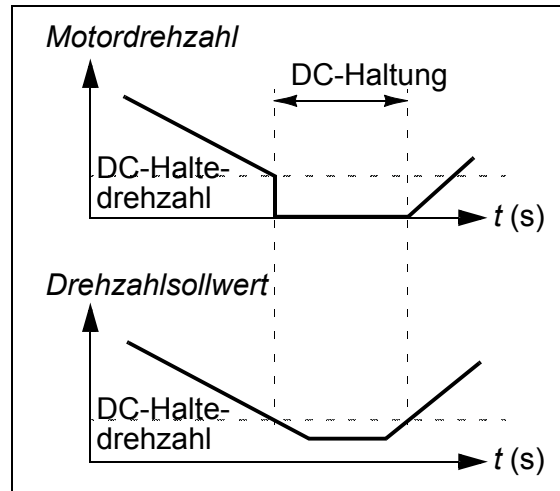 Motordrehzahl
DC-Haltung
DC-Halte-
drehzahl
t (s)
Drehzahlsollwert
DC-Halte-
drehzahl
t (s)